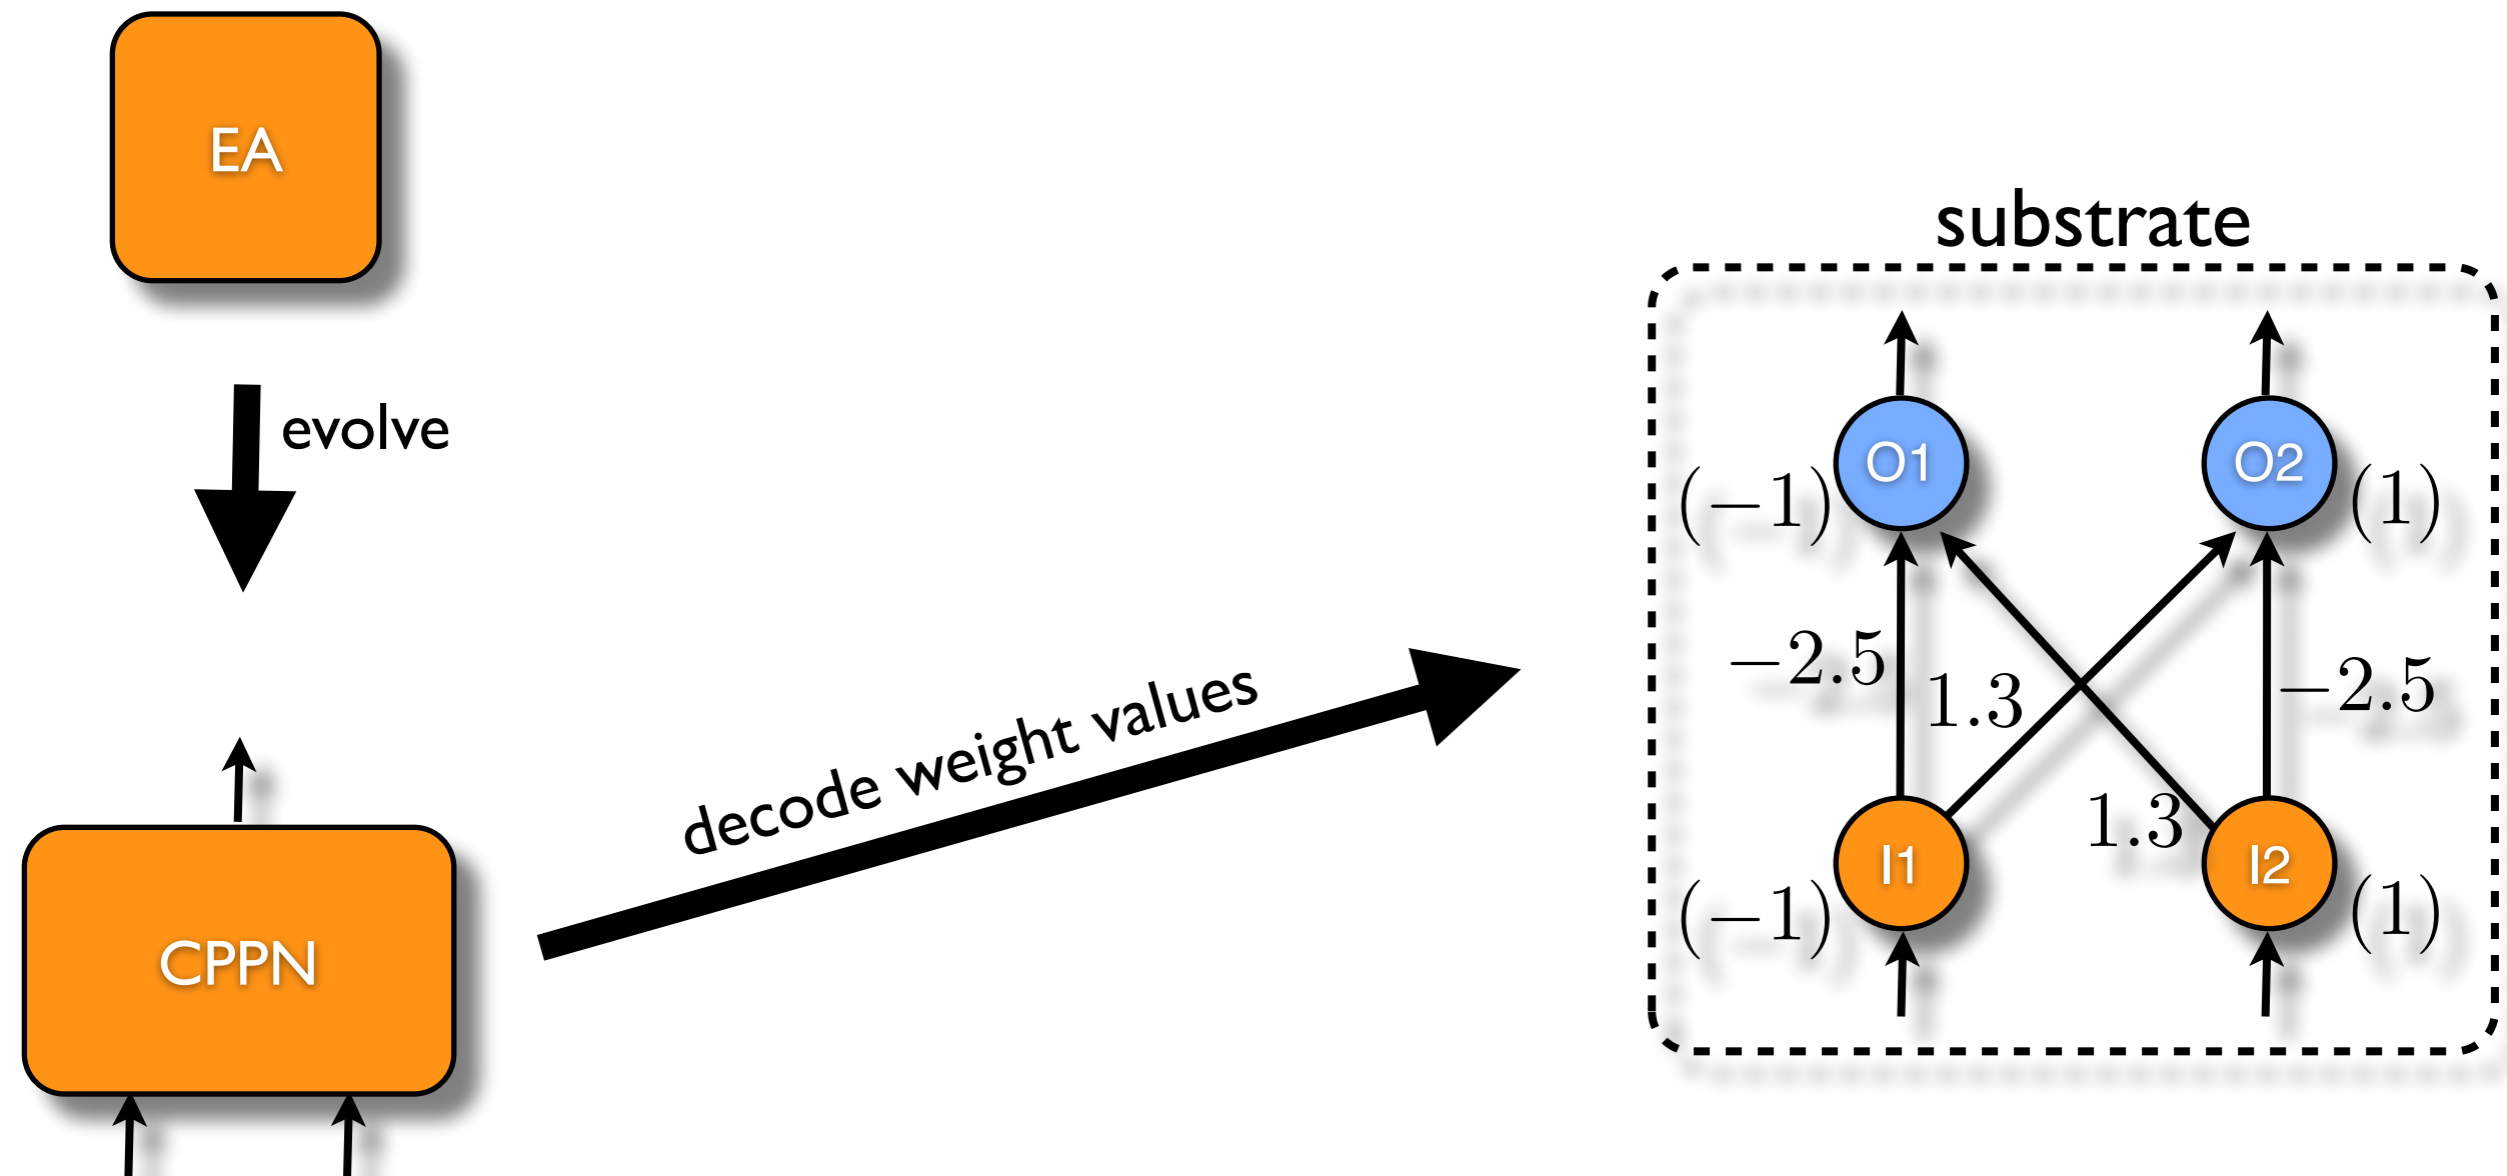 EA
evolve
substrate
O1
O2
(−1)
(1)
−2.5
1.3
−2.5
decode weight values
1.3
I1
I2
(−1)
(1)
CPPN